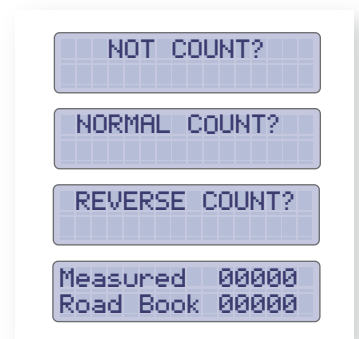 NOT COUNT?
NORMAL COUNT?
REVERSE COUNT?
Measured 00000
Road Book 00000